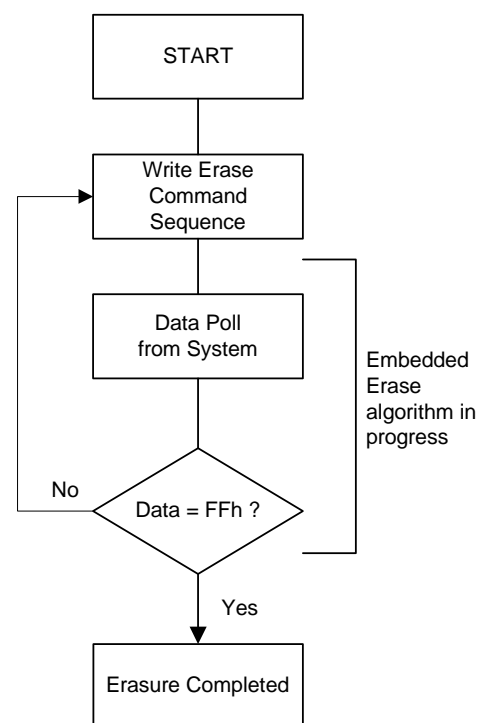 START
Write Erase
Command
Sequence
Data Poll
from System
Embedded
Erase
algorithm in
progress
No
Data = FFh ?
Yes
Erasure Completed